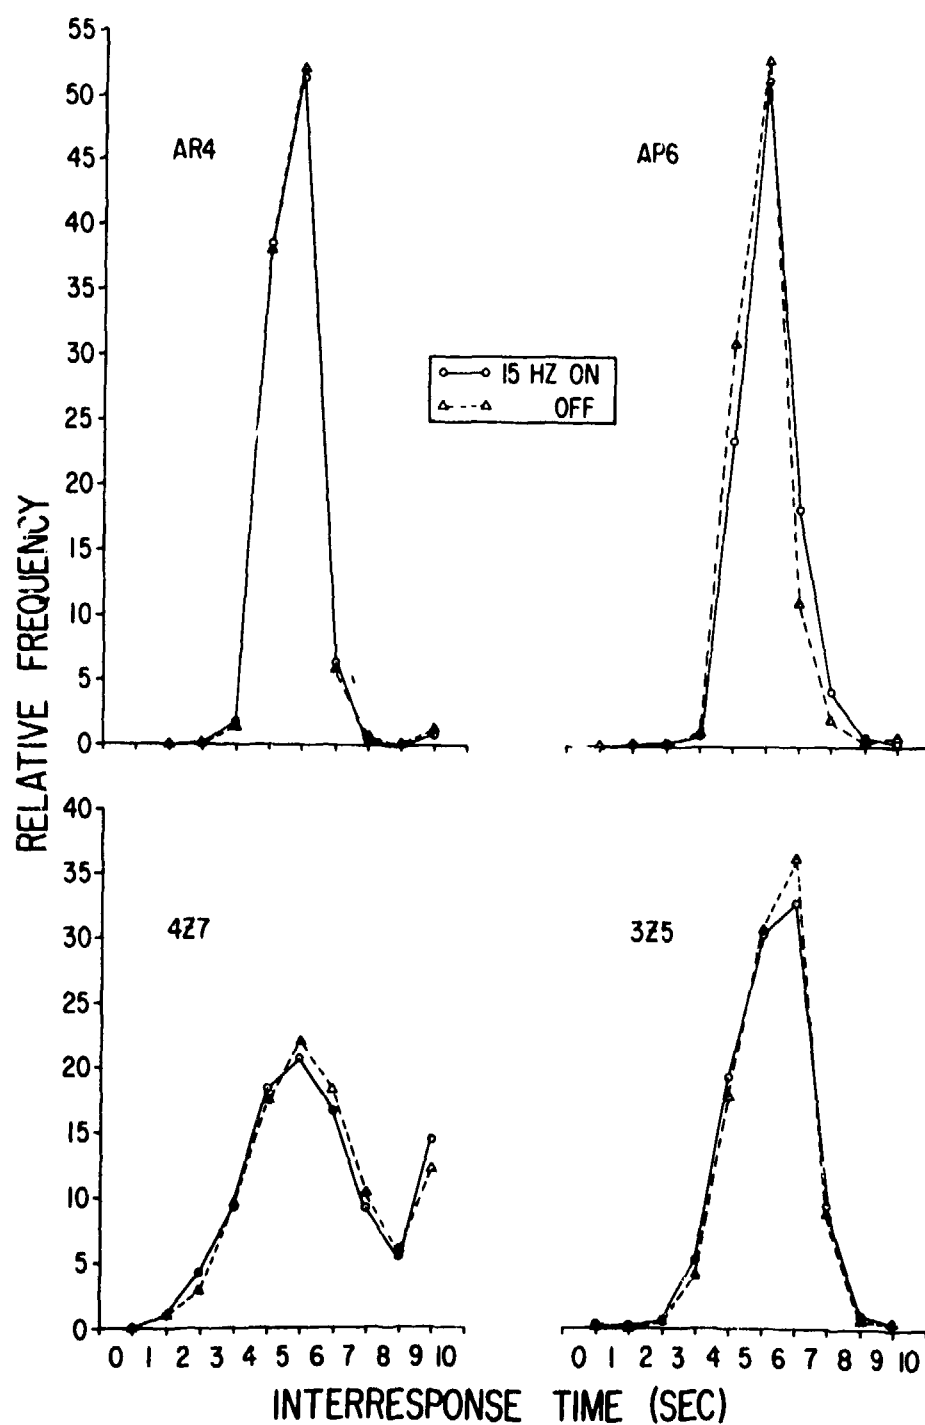 55
50
45
40
35
30
25
20
15
10
5
0
AR4
AP6
15 HZ ON
OFF
RELATIVE FREQUENCY
40
35
30
25
20
15
10
5
0
4Z7
3Z5
0 1 2 3 4 5 6 7 8 9 10
0 1 2 3 4 5 6 7 8 9 10
INTERRESPONSE TIME (SEC)